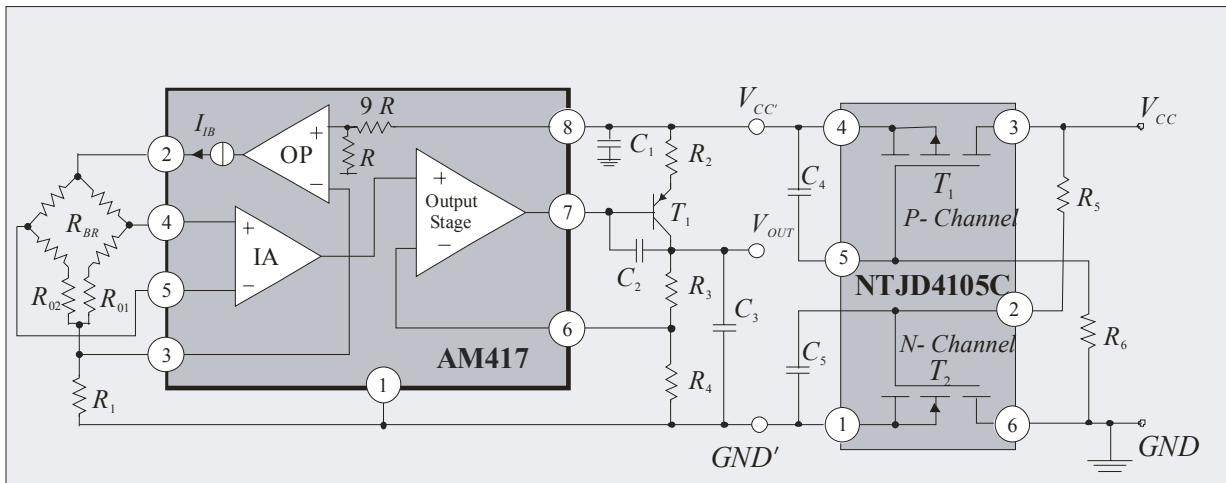 9 R
I_IB
2
OP
+
−
R
8
C_1
R_2
V_CC'
4
3
V_CC
T_1
P- Channel
C_4
R_5
R_BR
4
+
IA
−
5
R_02
R_01
+
Output
Stage
−
7
T_1
C_2
V_OUT
5
NTJD4105C
2
R_3
C_3
6
3
AM417
1
R_1
R_4
C_5
N- Channel
T_2
R_6
1
6
GND'
GND